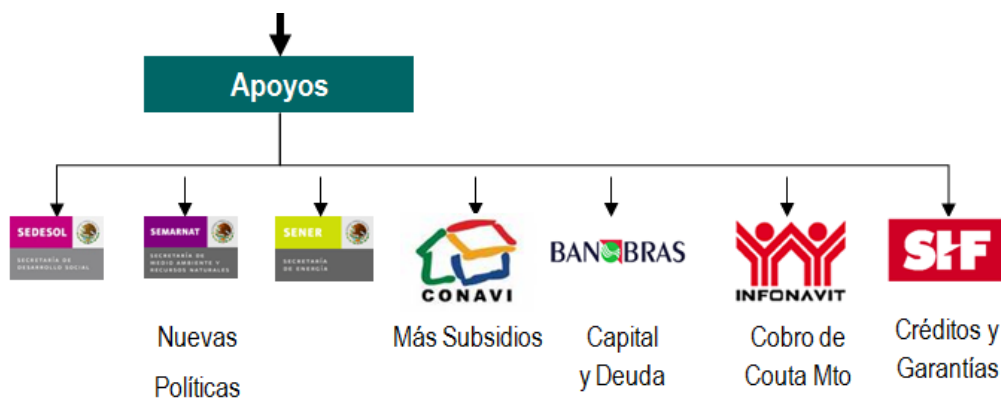 Apoyos
SEDESOL
SECRETARÍA DE
DESARROLLO SOCIAL
SEMARNAT
SECRETARÍA DE
MEDIO AMBIENTE Y
RECURSOS NATURALES
SENER
SECRETARÍA
DE ENERGÍA
CONAVI
BANOBRAS
INFONAVIT
SHF
Nuevas
Políticas
Más Subsidios
Capital
y Deuda
Cobro de
Couta Mto
Créditos y
Garantías